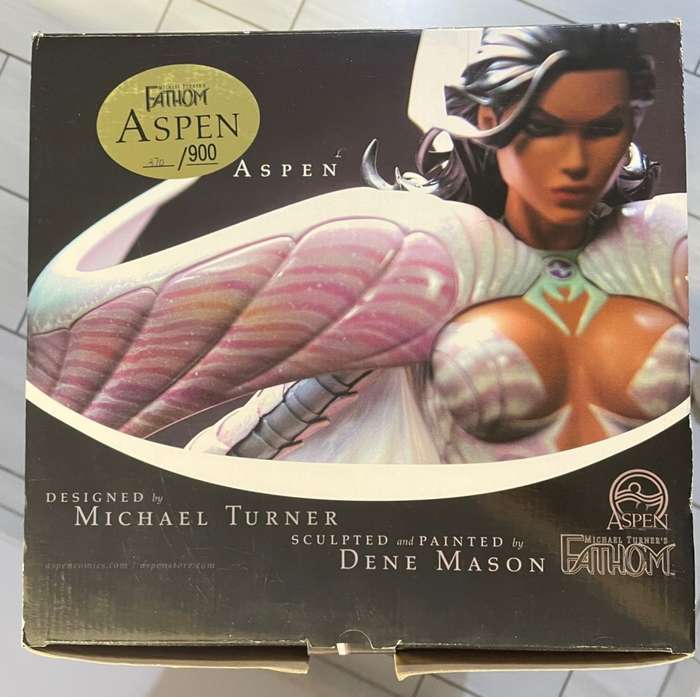 MICHAEL TURNER'S
FATHOM
ASPEN
370/900
ASPEN
DESIGNED by
MICHAEL TURNER
SCULPTED and PAINTED by
DENE MASON
aspencomics.com / aspenstore.com
ASPEN
MICHAEL TURNER'S
FATHOM